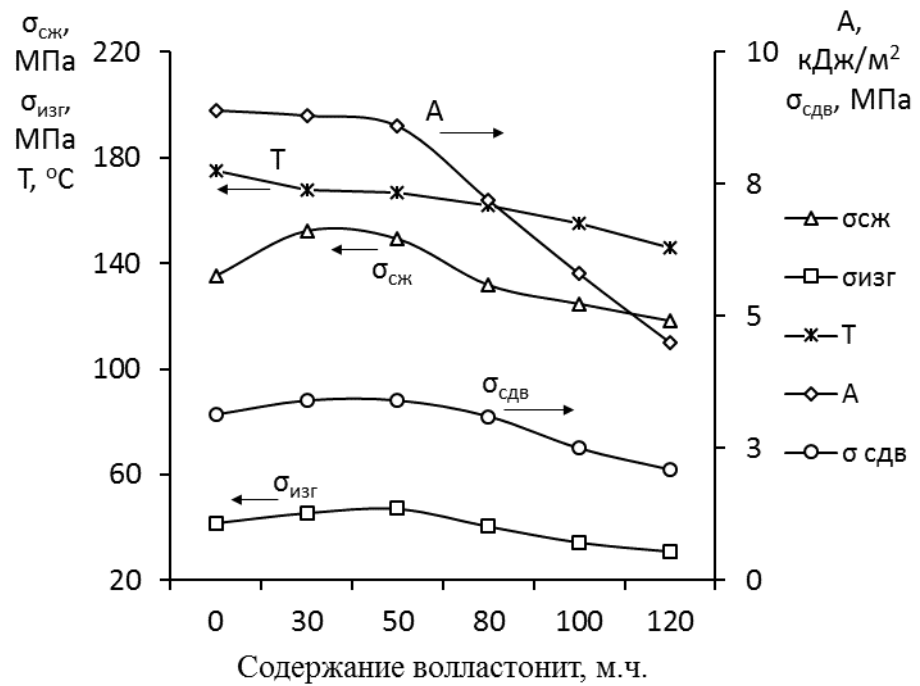 σсж,
МПа
σизг,
МПа
T, °C
220
180
140
100
60
20
A,
кДж/м²
σсдв, МПа
10
8
5
3
0
A
T
σсж
σсдв
σизг
0 30 50 80 100 120
Содержание волластонит, м.ч.
σсж
σизг
T
A
σ сдв